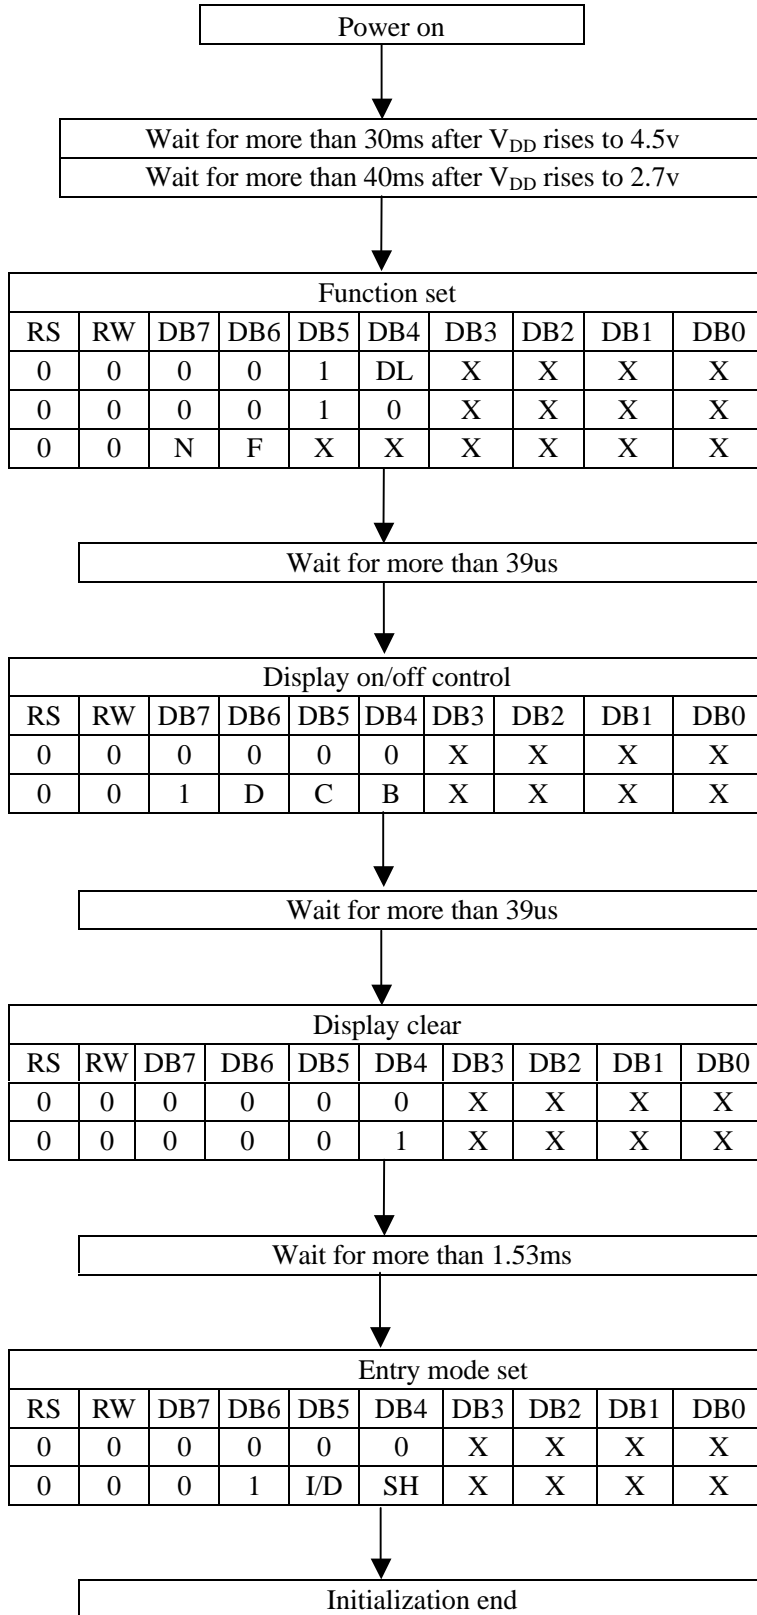 Power on
Wait for more than 30ms after VDD rises to 4.5v
Wait for more than 40ms after VDD rises to 2.7v
Function set
RS RW DB7 DB6 DB5 DB4 DB3 DB2 DB1 DB0
0 0 0 0 1 DL X X X X
0 0 0 0 1 0 X X X X
0 0 N F X X X X X X
Wait for more than 39us
Display on/off control
RS RW DB7 DB6 DB5 DB4 DB3 DB2 DB1 DB0
0 0 0 0 0 0 X X X X
0 0 1 D C B X X X X
Wait for more than 39us
Display clear
RS RW DB7 DB6 DB5 DB4 DB3 DB2 DB1 DB0
0 0 0 0 0 0 X X X X
0 0 0 0 0 1 X X X X
Wait for more than 1.53ms
Entry mode set
RS RW DB7 DB6 DB5 DB4 DB3 DB2 DB1 DB0
0 0 0 0 0 0 X X X X
0 0 0 1 I/D SH X X X X
Initialization end